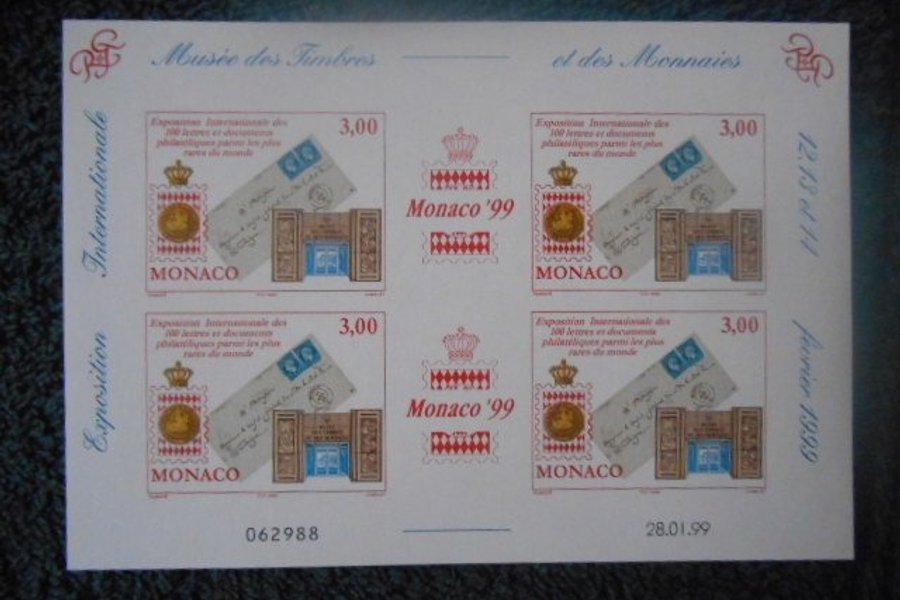 Musée des Timbres et des Monnaies
Exposition Internationale
12.13 et 14 février 1999
Exposition Internationale des
100 lettres et documents
philatéliques parmi les plus
rares du monde
3,00
MONACO
Monaco '99
Exposition Internationale des
100 lettres et documents
philatéliques parmi les plus
rares du monde
3,00
MONACO
Exposition Internationale des
100 lettres et documents
philatéliques parmi les plus
rares du monde
3,00
MONACO
Monaco '99
Exposition Internationale des
100 lettres et documents
philatéliques parmi les plus
rares du monde
3,00
MONACO
062988
28.01.99